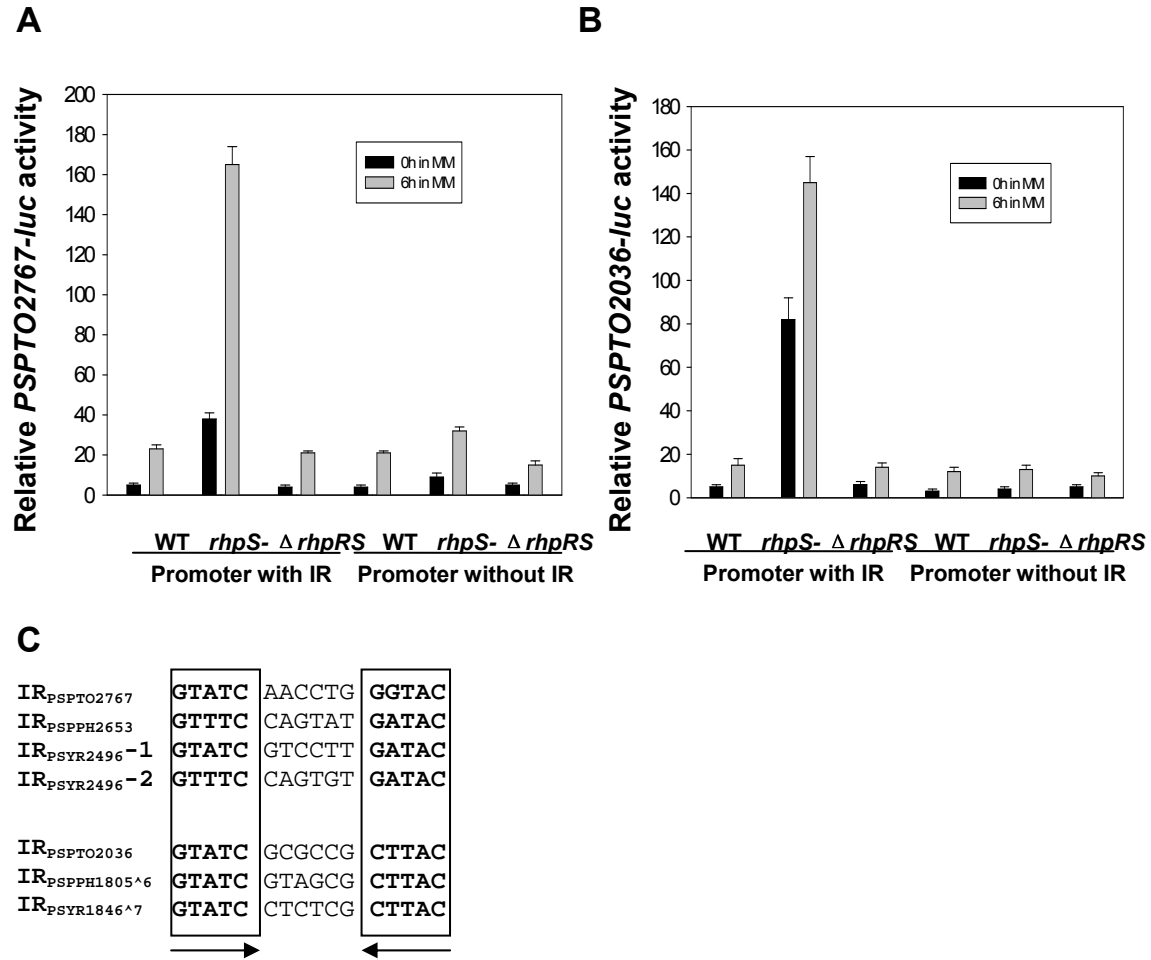 A
Relative PSPTO2767-luc activity
200
180
160
140
120
100
80
60
40
20
0
0h in MM
6h in MM
WT rhpS- Δ rhpRS WT rhpS- Δ rhpRS
Promoter with IR Promoter without IR
B
Relative PSPTO2036-luc activity
180
160
140
120
100
80
60
40
20
0
0h in MM
6h in MM
WT rhpS- Δ rhpRS WT rhpS- Δ rhpRS
Promoter with IR Promoter without IR
C
IRPSPTO2767 GTATC AACCTG GGTAC
IRPSPPH2653 GTTTC CAGTAT GATAC
IRPSYR2496-1 GTATC GTCCTT GATAC
IRPSYR2496-2 GTTTC CAGTGT GATAC
IRPSPTO2036 GTATC GCGCCG CTTAC
IRPSPPH1805^6 GTATC GTAGCG CTTAC
IRPSYR1846^7 GTATC CTCTCG CTTAC